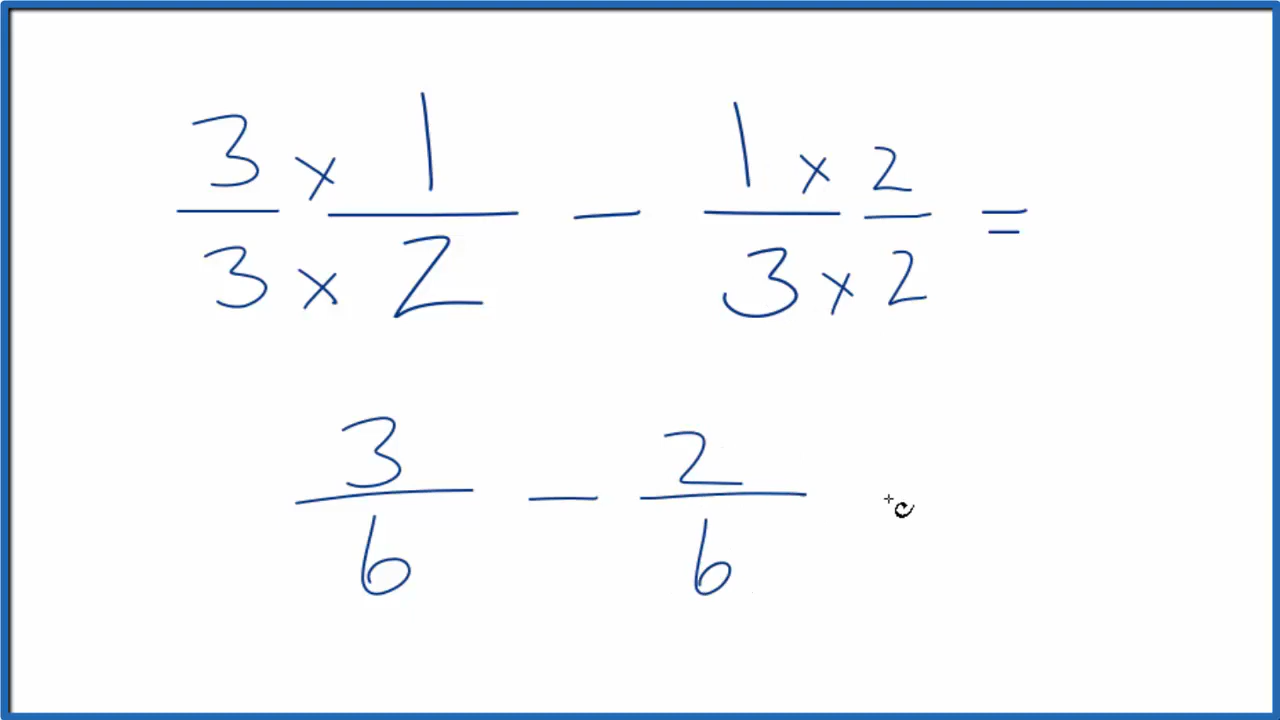 3 × 1 / 3 × 2 − 1 × 2 / 3 × 2 =
3/6 − 2/6